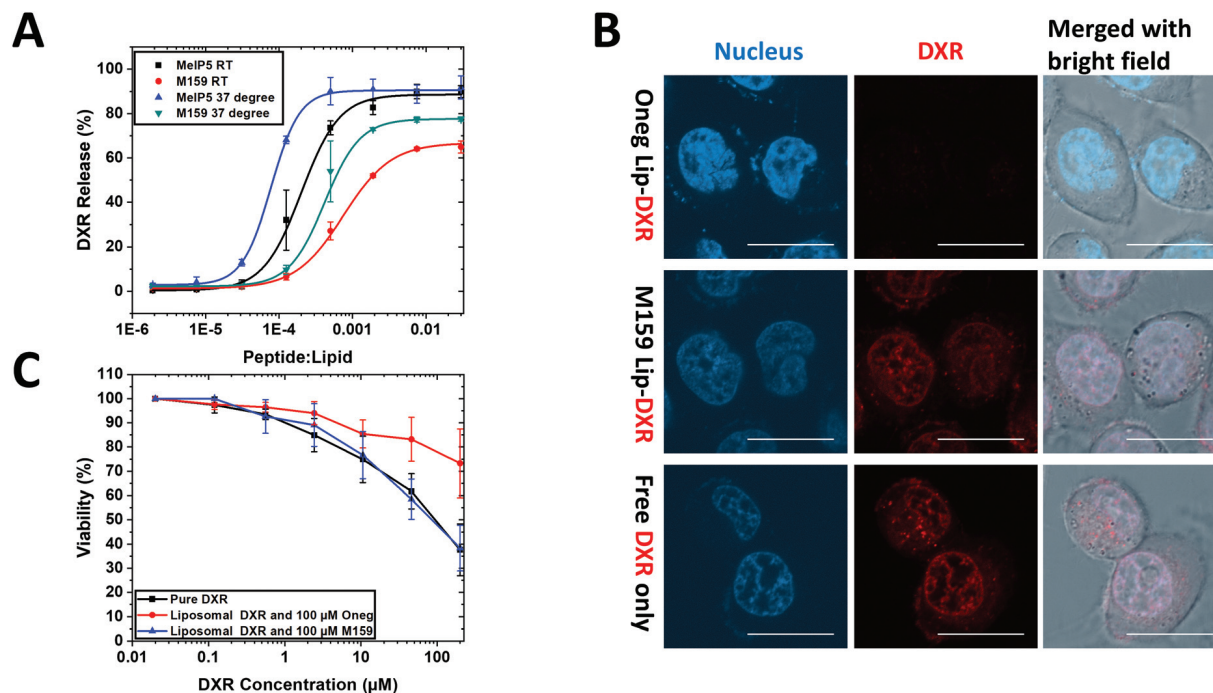 A
DXR Release (%)
100
80
60
40
20
0
MelP5 RT
M159 RT
MelP5 37 degree
M159 37 degree
1E-6 1E-5 1E-4 0.001 0.01
Peptide:Lipid
B
Nucleus DXR Merged with
bright field
Oneg Lip-DXR
M159 Lip-DXR
Free DXR only
C
Viability (%)
110
100
90
80
70
60
50
40
30
20
10
0
Pure DXR
Liposomal DXR and 100 µM Oneg
Liposomal DXR and 100 µM M159
0.01 0.1 1 10 100
DXR Concentration (µM)